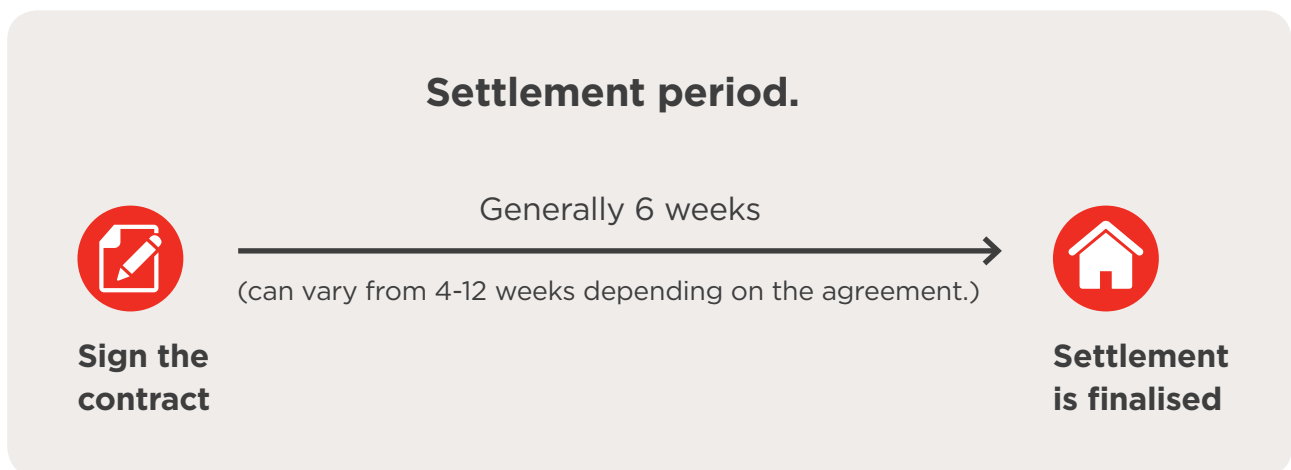 Settlement period.
Generally 6 weeks
(can vary from 4-12 weeks depending on the agreement.)
Sign the
contract
Settlement
is finalised